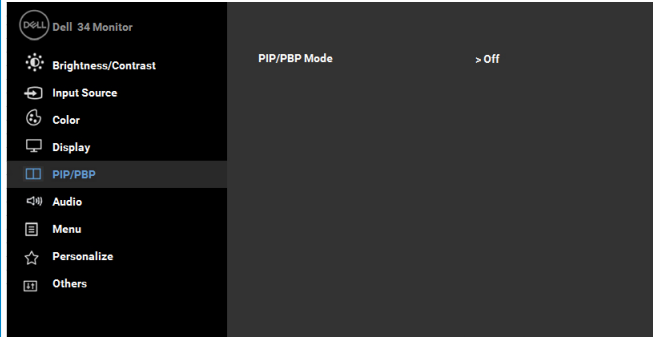 DELL Dell 34 Monitor
Brightness/Contrast
PIP/PBP Mode > Off
Input Source
Color
Display
PIP/PBP
Audio
Menu
Personalize
Others